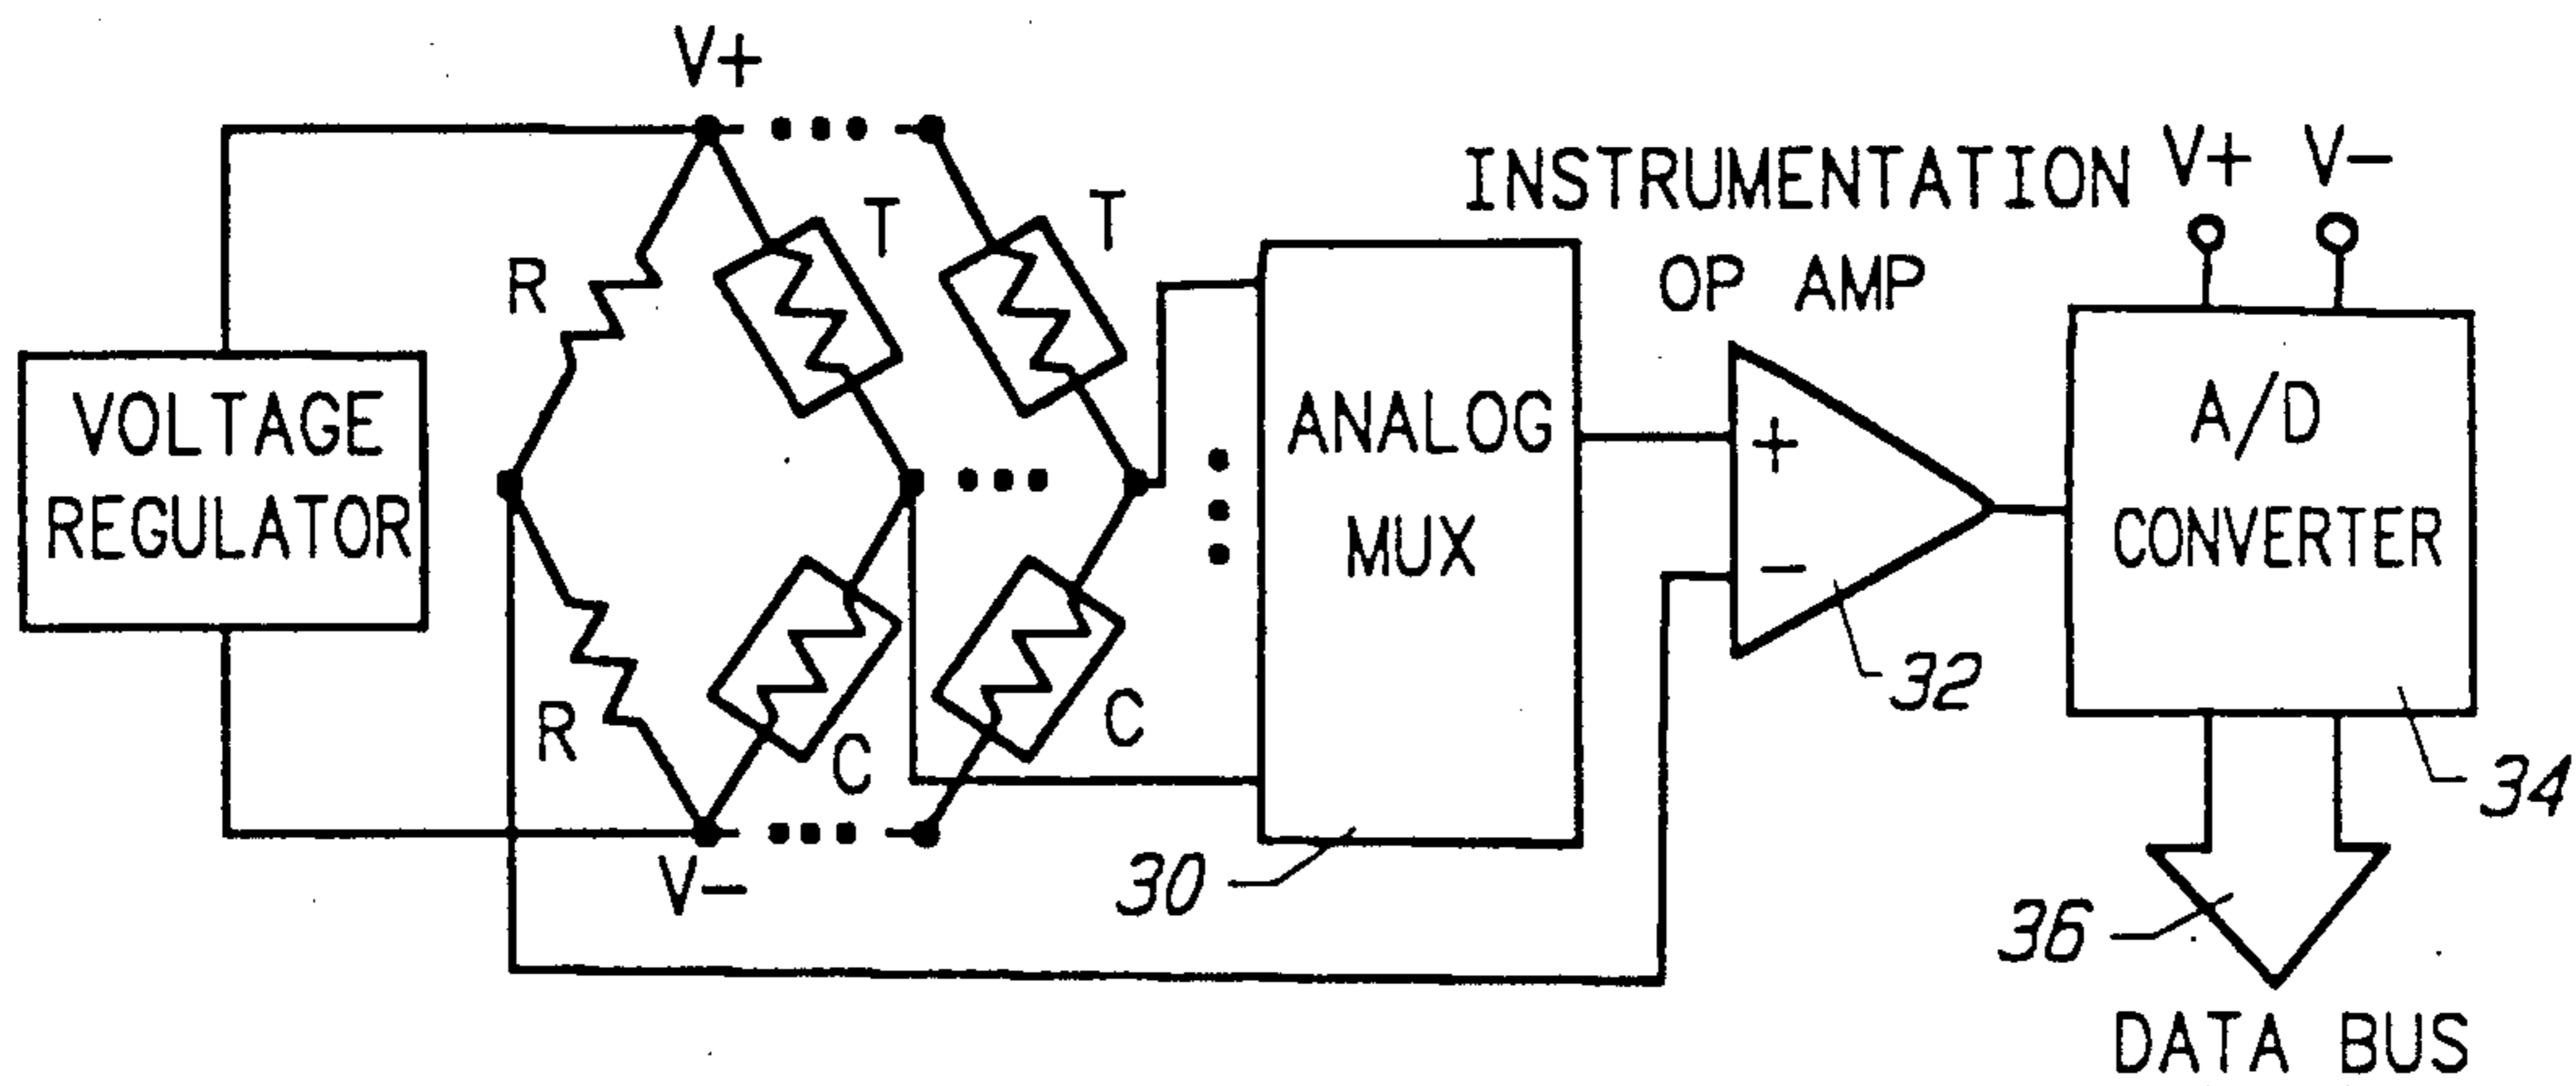 V+
INSTRUMENTATION
OP AMP
V+ V-
T
T
R
VOLTAGE
REGULATOR
ANALOG
MUX
+
-
A/D
CONVERTER
32
R
C
C
34
V-
30
36
DATA BUS